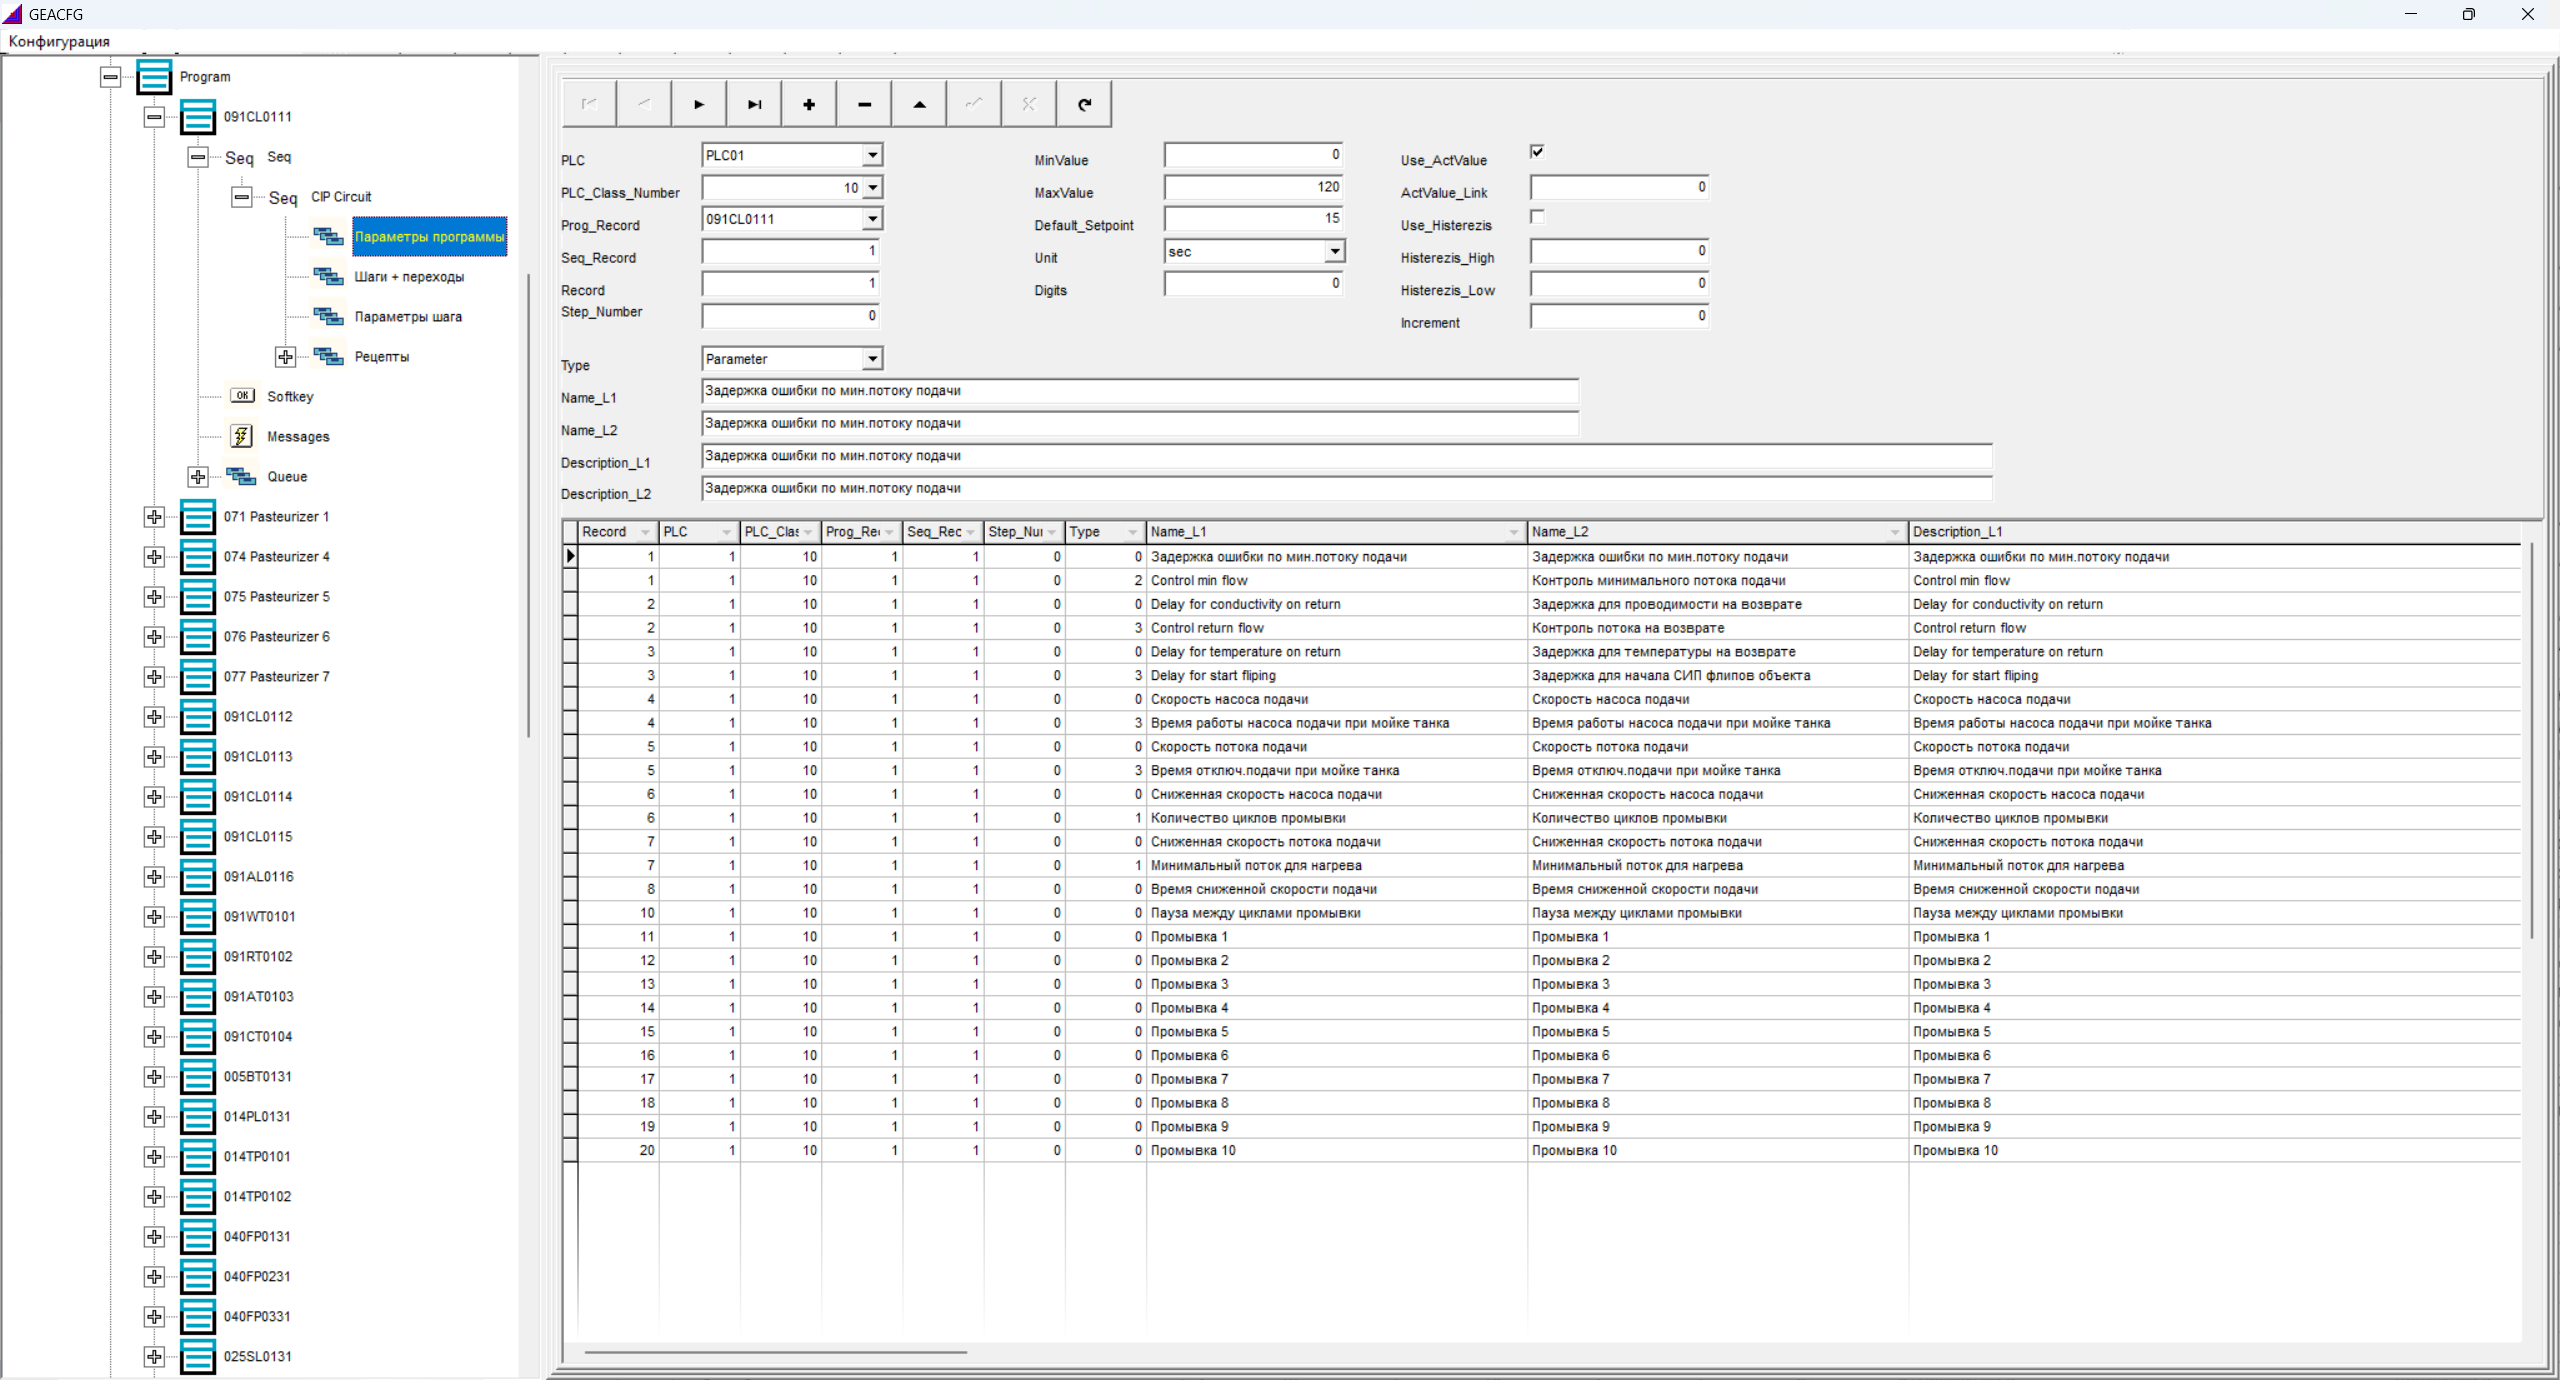 GEACFG
Конфигурация
Program
091CL0111
Seq Seq
Seq CIP Circuit
Параметры программы
Шаги + переходы
Параметры шага
Рецепты
OK Softkey
Messages
Queue
071 Pasteurizer 1
074 Pasteurizer 4
075 Pasteurizer 5
076 Pasteurizer 6
077 Pasteurizer 7
091CL0112
091CL0113
091CL0114
091CL0115
091AL0116
091WT0101
091RT0102
091AT0103
091CT0104
005BT0131
014PL0131
014TP0101
014TP0102
040FP0131
040FP0231
040FP0331
025SL0131
PLC PLC01 MinValue 0 Use_ActValue
PLC_Class_Number 10 MaxValue 120 ActValue_Link 0
Prog_Record 091CL0111 Default_Setpoint 15 Use_Histerezis
Seq_Record 1 Unit sec Histerezis_High 0
Record 1 Digits 0 Histerezis_Low 0
Step_Number 0 Increment 0
Type Parameter
Name_L1 Задержка ошибки по мин.потоку подачи
Name_L2 Задержка ошибки по мин.потоку подачи
Description_L1 Задержка ошибки по мин.потоку подачи
Description_L2 Задержка ошибки по мин.потоку подачи
Record PLC PLC_Clas Prog_Re Seq_Rec Step_Nu Type Name_L1 Name_L2 Description_L1
1 1 10 1 1 0 0 Задержка ошибки по мин.потоку подачи Задержка ошибки по мин.потоку подачи Задержка ошибки по мин.потоку подачи
1 1 10 1 1 0 2 Control min flow Контроль минимального потока подачи Control min flow
2 1 10 1 1 0 0 Delay for conductivity on return Задержка для проводимости на возврате Delay for conductivity on return
2 1 10 1 1 0 3 Control return flow Контроль потока на возврате Control return flow
3 1 10 1 1 0 0 Delay for temperature on return Задержка для температуры на возврате Delay for temperature on return
3 1 10 1 1 0 3 Delay for start fliping Задержка для начала СИП флипов объекта Delay for start fliping
4 1 10 1 1 0 0 Скорость насоса подачи Скорость насоса подачи Скорость насоса подачи
4 1 10 1 1 0 3 Время работы насоса подачи при мойке танка Время работы насоса подачи при мойке танка Время работы насоса подачи при мойке танка
5 1 10 1 1 0 0 Скорость потока подачи Скорость потока подачи Скорость потока подачи
5 1 10 1 1 0 3 Время отключ.подачи при мойке танка Время отключ.подачи при мойке танка Время отключ.подачи при мойке танка
6 1 10 1 1 0 0 Сниженная скорость насоса подачи Сниженная скорость насоса подачи Сниженная скорость насоса подачи
6 1 10 1 1 0 1 Количество циклов промывки Количество циклов промывки Количество циклов промывки
7 1 10 1 1 0 0 Сниженная скорость потока подачи Сниженная скорость потока подачи Сниженная скорость потока подачи
7 1 10 1 1 0 1 Минимальный поток для нагрева Минимальный поток для нагрева Минимальный поток для нагрева
8 1 10 1 1 0 0 Время сниженной скорости подачи Время сниженной скорости подачи Время сниженной скорости подачи
10 1 10 1 1 0 0 Пауза между циклами промывки Пауза между циклами промывки Пауза между циклами промывки
11 1 10 1 1 0 0 Промывка 1 Промывка 1 Промывка 1
12 1 10 1 1 0 0 Промывка 2 Промывка 2 Промывка 2
13 1 10 1 1 0 0 Промывка 3 Промывка 3 Промывка 3
14 1 10 1 1 0 0 Промывка 4 Промывка 4 Промывка 4
15 1 10 1 1 0 0 Промывка 5 Промывка 5 Промывка 5
16 1 10 1 1 0 0 Промывка 6 Промывка 6 Промывка 6
17 1 10 1 1 0 0 Промывка 7 Промывка 7 Промывка 7
18 1 10 1 1 0 0 Промывка 8 Промывка 8 Промывка 8
19 1 10 1 1 0 0 Промывка 9 Промывка 9 Промывка 9
20 1 10 1 1 0 0 Промывка 10 Промывка 10 Промывка 10